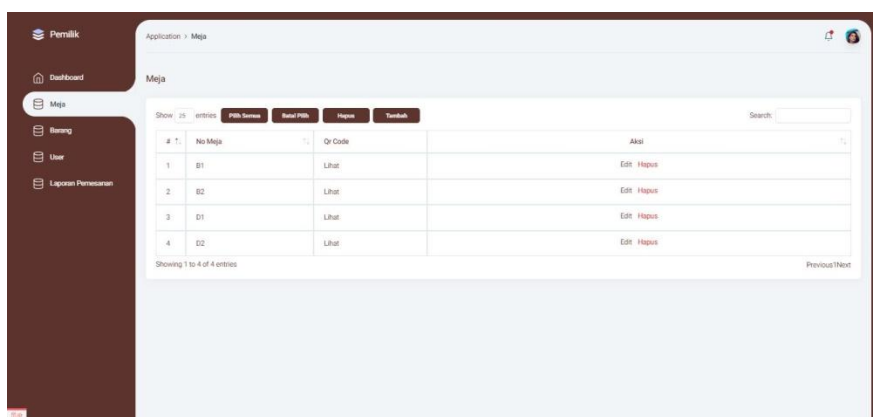 Pemilik
Application > Meja
Dashboard
Meja
Barang
User
Laporan Pemesanan
Meja
Show 25 entries Pilih Semua Batal Pilih Hapus Tambah Search:
# No Meja Qr Code Aksi
1 B1 Lihat Edit Hapus
2 B2 Lihat Edit Hapus
3 D1 Lihat Edit Hapus
4 D2 Lihat Edit Hapus
Showing 1 to 4 of 4 entries Previous1Next